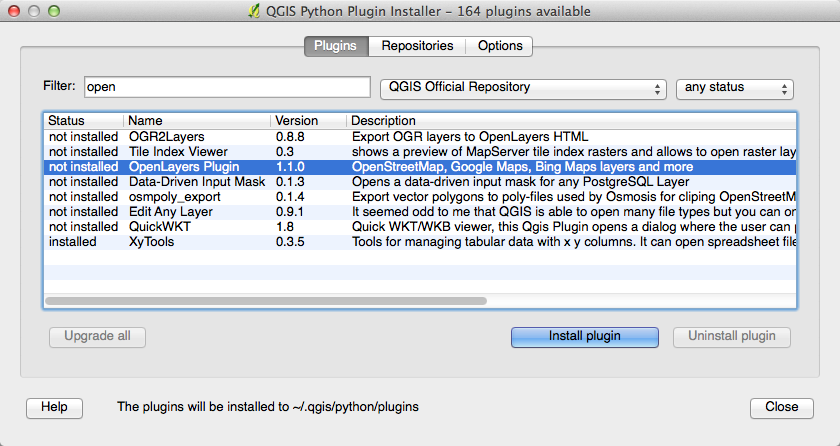 QGIS Python Plugin Installer – 164 plugins available
Plugins Repositories Options
Filter: open QGIS Official Repository any status
Status Name Version Description
not installed OGR2Layers 0.8.8 Export OGR layers to OpenLayers HTML
not installed Tile Index Viewer 0.3 shows a preview of MapServer tile index rasters and allows to open raster lay
not installed OpenLayers Plugin 1.1.0 OpenStreetMap, Google Maps, Bing Maps layers and more
not installed Data-Driven Input Mask 0.1.3 Opens a data-driven input mask for any PostgreSQL Layer
not installed osmpoly_export 0.1.4 Export vector polygons to poly-files used by Osmosis for cliping OpenStreetM
not installed Edit Any Layer 0.9.1 It seemed odd to me that QGIS is able to open many file types but you can on
not installed QuickWKT 1.8 Quick WKT/WKB viewer, this Qgis Plugin opens a dialog where the user can p
installed XyTools 0.3.5 Tools for managing tabular data with x y columns. It can open spreadsheet file
Upgrade all Install plugin Uninstall plugin
Help The plugins will be installed to ~/.qgis/python/plugins Close